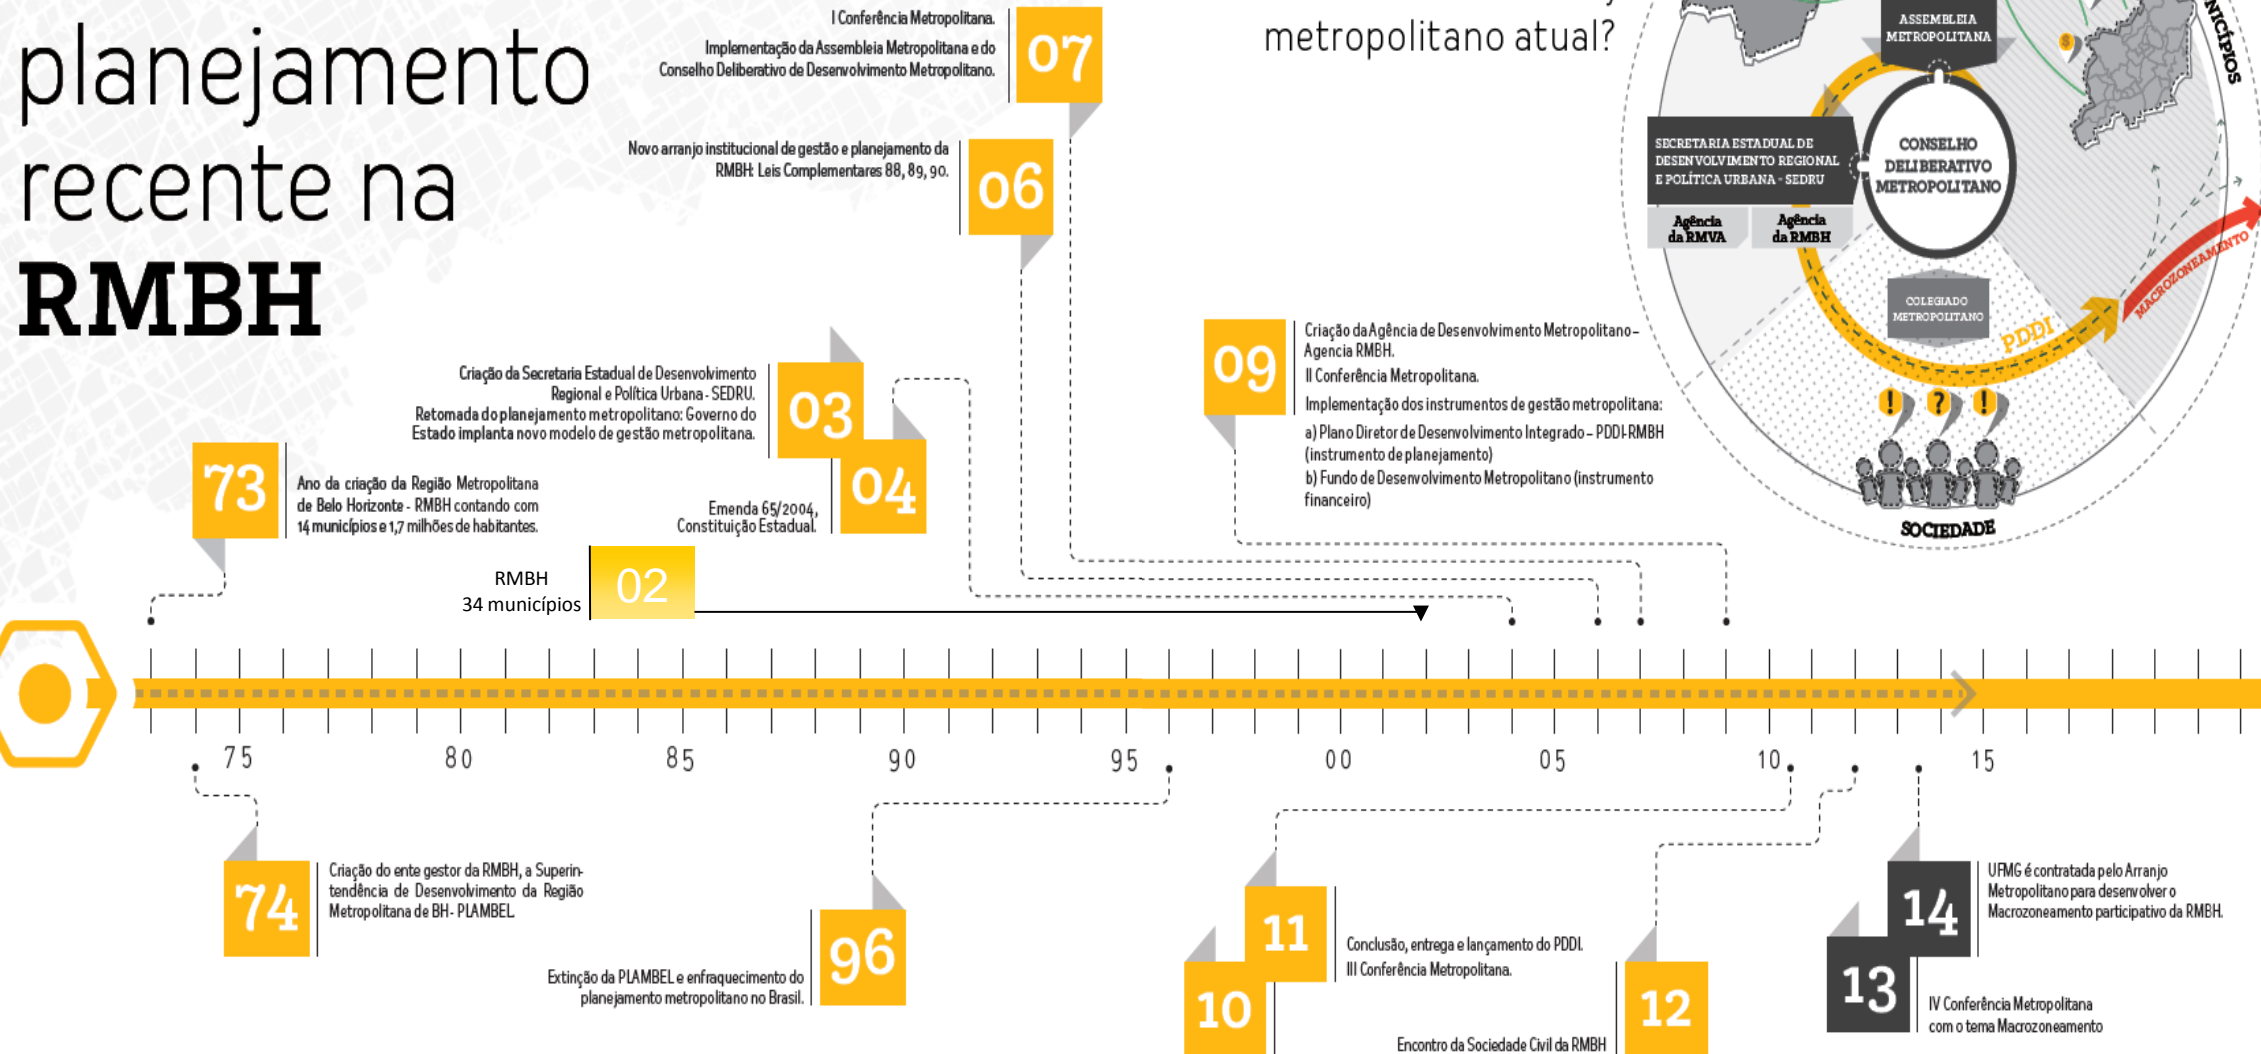 planejamento
recente na
RMBH
I Conferência Metropolitana.
Implementação da Assembleia Metropolitana e do
Conselho Deliberativo de Desenvolvimento Metropolitano.
07
Novo arranjo institucional de gestão e planejamento da
RMBH: Leis Complementares 88, 89, 90.
06
Criação da Secretaria Estadual de Desenvolvimento
Regional e Política Urbana - SEDRU.
Retomada do planejamento metropolitano: Governo do
Estado implanta novo modelo de gestão metropolitana.
03
Emenda 65/2004,
Constituição Estadual.
04
73
Ano da criação da Região Metropolitana
de Belo Horizonte - RMBH contando com
14 municípios e 1,7 milhões de habitantes.
RMBH
34 municípios
02
09
Criação da Agência de Desenvolvimento Metropolitano –
Agencia RMBH.
II Conferência Metropolitana.
Implementação dos instrumentos de gestão metropolitana:
a) Plano Diretor de Desenvolvimento Integrado – PDDI-RMBH
(instrumento de planejamento)
b) Fundo de Desenvolvimento Metropolitano (instrumento
financeiro)
metropolitano atual?
ASSEMBLEIA
METROPOLITANA
$
SECRETARIA ESTADUAL DE
DESENVOLVIMENTO REGIONAL
E POLÍTICA URBANA - SEDRU
Agência
da RMVA
Agência
da RMBH
CONSELHO
DELIBERATIVO
METROPOLITANO
COLEGIADO
METROPOLITANO
PDDI
MACROZONEAMENTO
! ? !
SOCIEDADE
75 80 85 90 95 00 05 10 15
74
Criação do ente gestor da RMBH, a Superin-
tendência de Desenvolvimento da Região
Metropolitana de BH - PLAMBEL
Extinção da PLAMBEL e enfraquecimento do
planejamento metropolitano no Brasil.
96
11
Conclusão, entrega e lançamento do PDDI.
III Conferência Metropolitana.
10
Encontro da Sociedade Civil da RMBH
12
14
UFMG é contratada pelo Arranjo
Metropolitano para desenvolver o
Macrozoneamento participativo da RMBH.
13
IV Conferência Metropolitana
com o tema Macrozoneamento